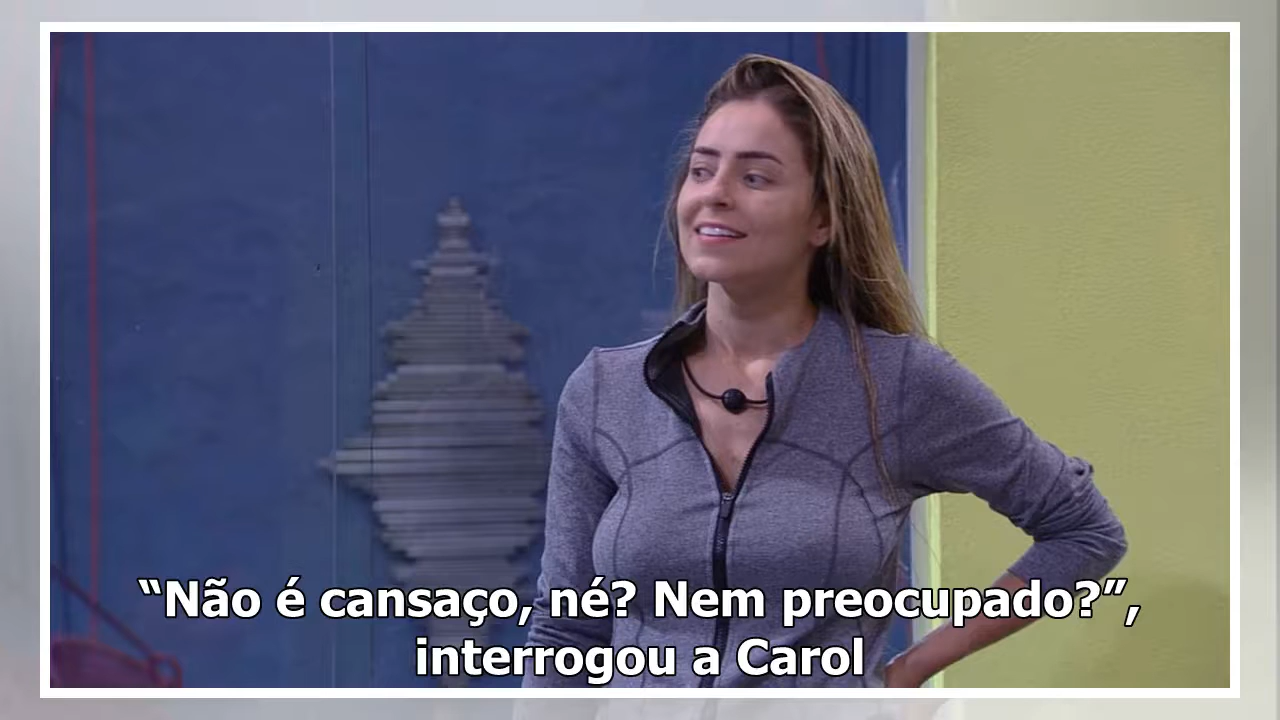 “Não é cansaço, né? Nem preocupado?”,
interrogou a Carol